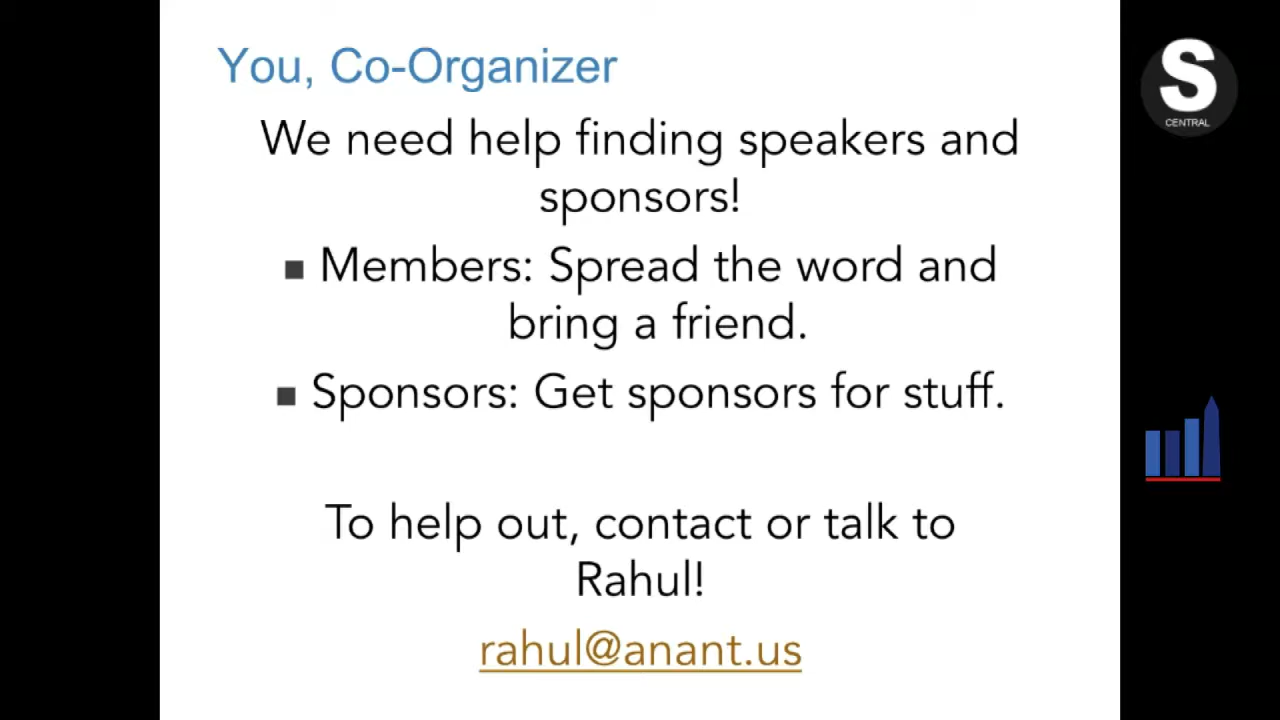 You, Co-Organizer
We need help finding speakers and
sponsors!
■ Members: Spread the word and
bring a friend.
■ Sponsors: Get sponsors for stuff.
To help out, contact or talk to
Rahul!
rahul@anant.us
S
CENTRAL